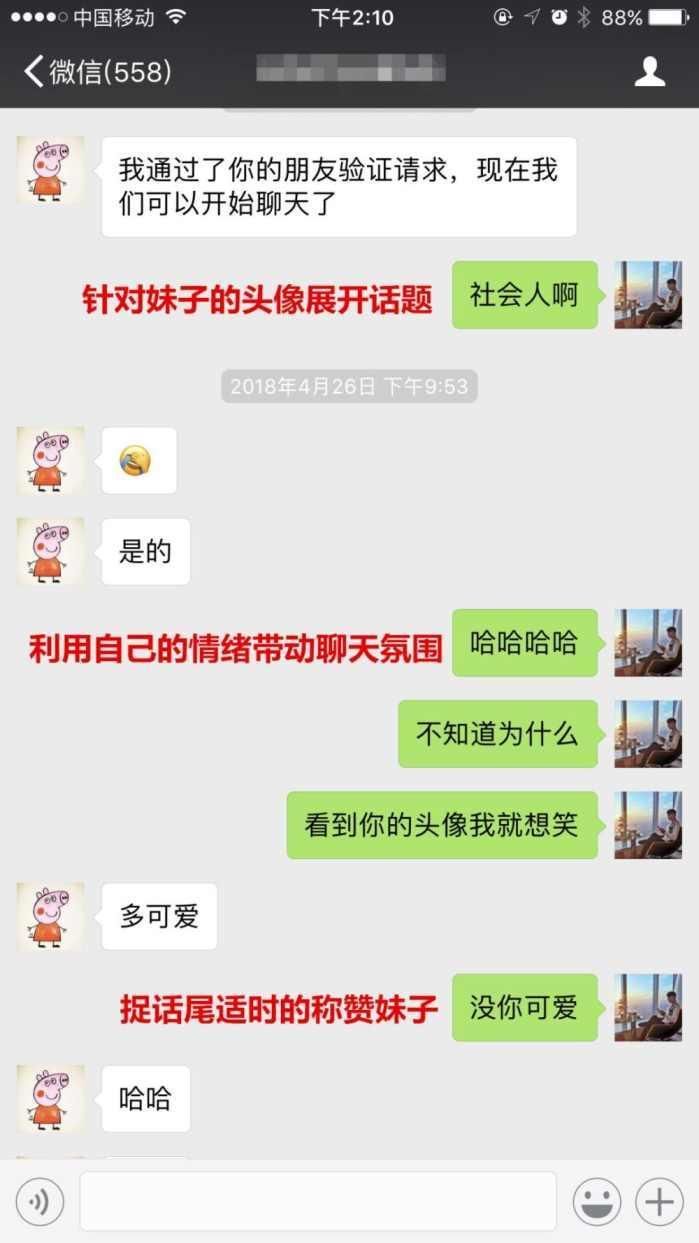 中国移动
下午2:10
88%
微信(558)
我通过了你的朋友验证请求，现在我
们可以开始聊天了
针对妹子的头像展开话题
社会人啊
2018年4月26日 下午9:53
是的
利用自己的情绪带动聊天氛围
哈哈哈哈
不知道为什么
看到你的头像我就想笑
多可爱
捉话尾适时的称赞妹子
没你可爱
哈哈